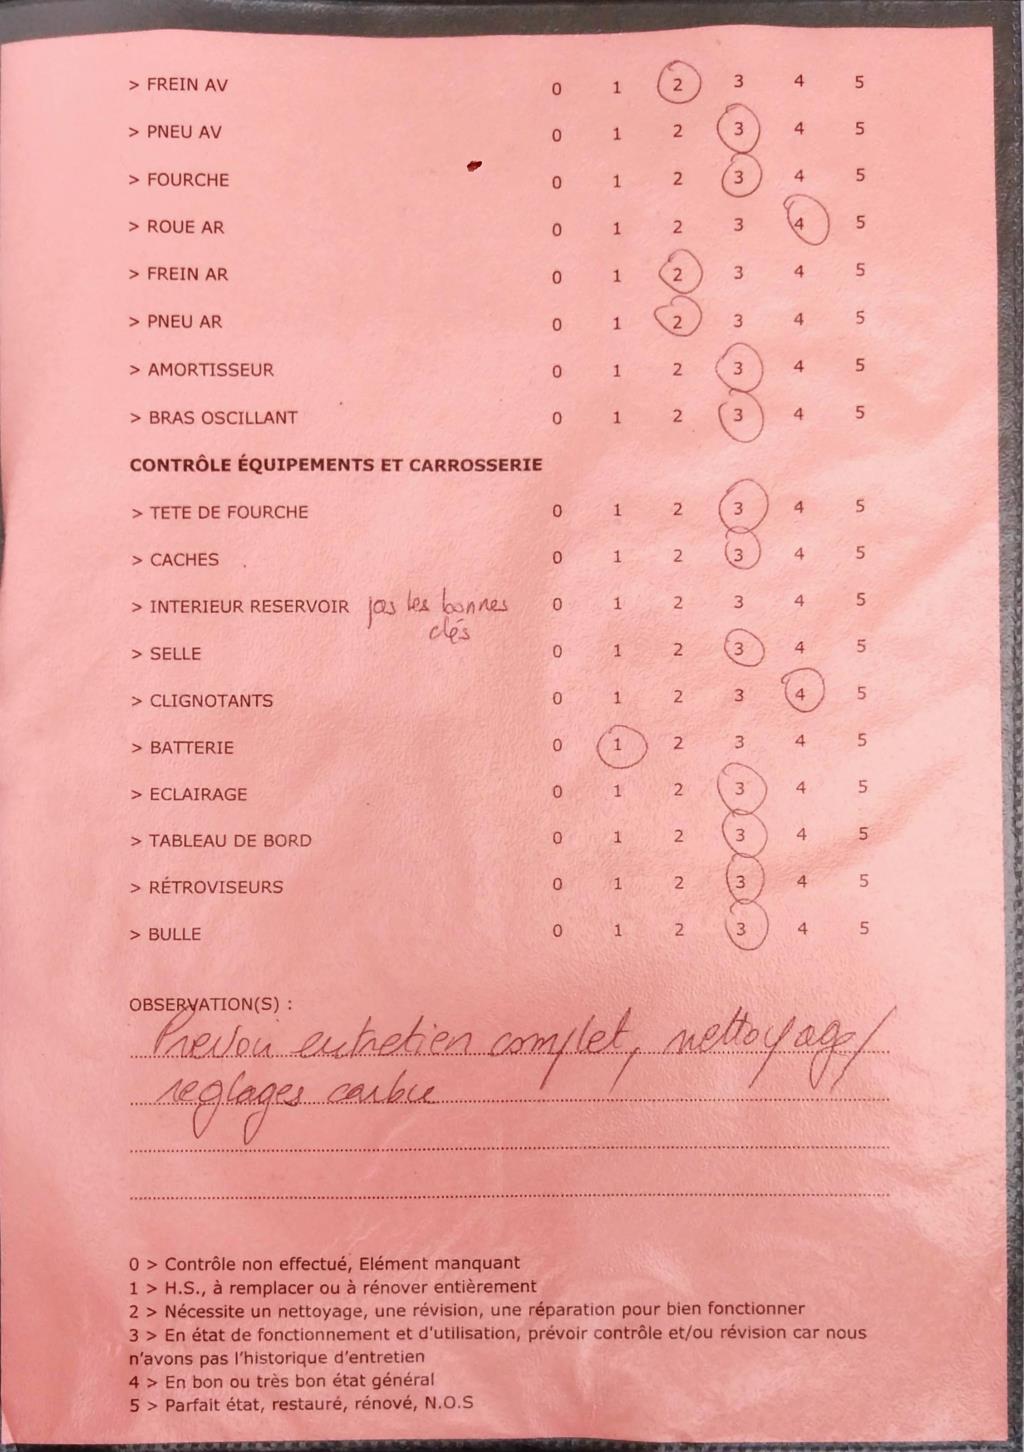 > FREIN AV 0 1 2 3 4 5
> PNEU AV 0 1 2 3 4 5
> FOURCHE 0 1 2 3 4 5
> ROUE AR 0 1 2 3 4 5
> FREIN AR 0 1 2 3 4 5
> PNEU AR 0 1 2 3 4 5
> AMORTISSEUR 0 1 2 3 4 5
> BRAS OSCILLANT 0 1 2 3 4 5
CONTRÔLE ÉQUIPEMENTS ET CARROSSERIE
> TETE DE FOURCHE 0 1 2 3 4 5
> CACHES 0 1 2 3 4 5
> INTERIEUR RESERVOIR pas les bonnes 0 1 2 3 4 5
clés
> SELLE 0 1 2 3 4 5
> CLIGNOTANTS 0 1 2 3 4 5
> BATTERIE 0 1 2 3 4 5
> ECLAIRAGE 0 1 2 3 4 5
> TABLEAU DE BORD 0 1 2 3 4 5
> RÉTROVISEURS 0 1 2 3 4 5
> BULLE 0 1 2 3 4 5
OBSERVATION(S) :
Prevoir entretien complet, nettoyage/
reglages carbu
0 > Contrôle non effectué, Elément manquant
1 > H.S., à remplacer ou à rénover entièrement
2 > Nécessite un nettoyage, une révision, une réparation pour bien fonctionner
3 > En état de fonctionnement et d'utilisation, prévoir contrôle et/ou révision car nous
n'avons pas l'historique d'entretien
4 > En bon ou très bon état général
5 > Parfait état, restauré, rénové, N.O.S